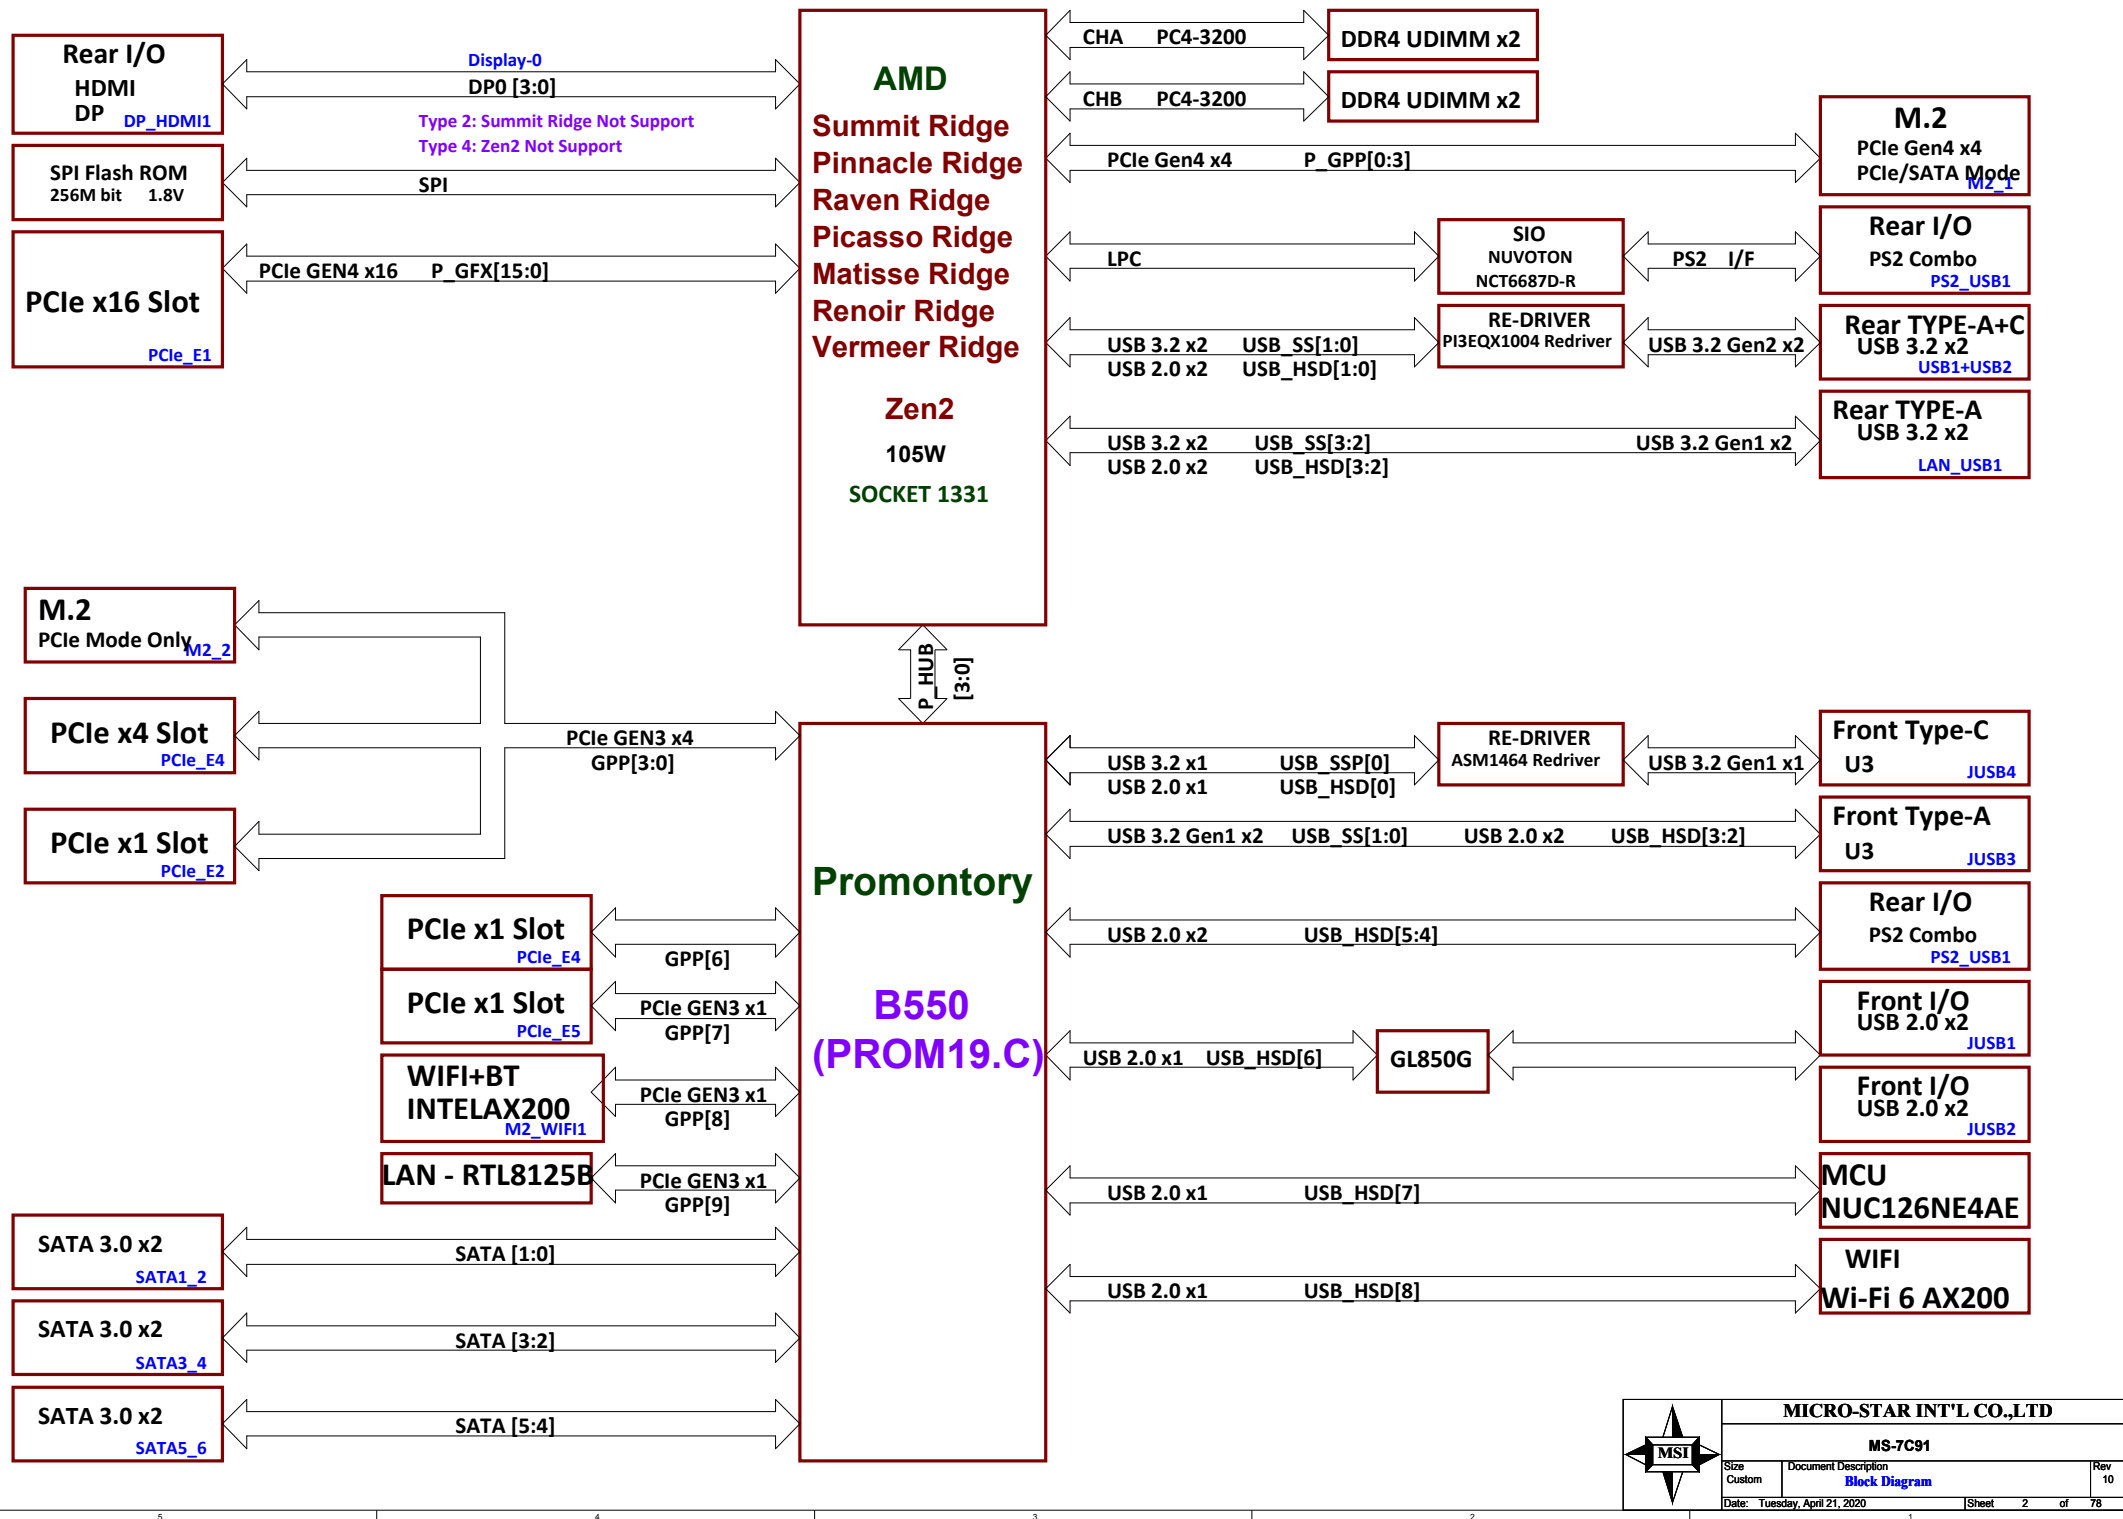 Rear I/O
HDMI
DP
DP_HDMI1
Display-0
DP0 [3:0]
Type 2: Summit Ridge Not Support
Type 4: Zen2 Not Support
SPI Flash ROM
256M bit 1.8V
SPI
PCIe x16 Slot
PCIe_E1
PCIe GEN4 x16 P_GFX[15:0]
AMD
Summit Ridge
Pinnacle Ridge
Raven Ridge
Picasso Ridge
Matisse Ridge
Renoir Ridge
Vermeer Ridge
Zen2
105W
SOCKET 1331
CHA PC4-3200
DDR4 UDIMM x2
CHB PC4-3200
DDR4 UDIMM x2
PCIe Gen4 x4 P_GPP[0:3]
M.2
PCIe Gen4 x4
PCIe/SATA Mode
M2_1
LPC
SIO
NUVOTON
NCT6687D-R
PS2 I/F
Rear I/O
PS2 Combo
PS2_USB1
USB 3.2 x2 USB_SS[1:0]
USB 2.0 x2 USB_HSD[1:0]
RE-DRIVER
PI3EQX1004 Redriver
USB 3.2 Gen2 x2
Rear TYPE-A+C
USB 3.2 x2
USB1+USB2
USB 3.2 x2 USB_SS[3:2] USB 3.2 Gen1 x2
USB 2.0 x2 USB_HSD[3:2]
Rear TYPE-A
USB 3.2 x2
LAN_USB1
P_HUB
[3:0]
M.2
PCIe Mode Only
M2_2
PCIe x4 Slot
PCIe_E4
PCIe x1 Slot
PCIe_E2
PCIe GEN3 x4
GPP[3:0]
PCIe x1 Slot
PCIe_E4
GPP[6]
PCIe x1 Slot
PCIe_E5
PCIe GEN3 x1
GPP[7]
WIFI+BT
INTELAX200
M2_WIFI1
PCIe GEN3 x1
GPP[8]
LAN - RTL8125B
PCIe GEN3 x1
GPP[9]
SATA 3.0 x2
SATA1_2
SATA [1:0]
SATA 3.0 x2
SATA3_4
SATA [3:2]
SATA 3.0 x2
SATA5_6
SATA [5:4]
Promontory
B550
(PROM19.C)
USB 3.2 x1 USB_SSP[0]
USB 2.0 x1 USB_HSD[0]
RE-DRIVER
ASM1464 Redriver
USB 3.2 Gen1 x1
Front Type-C
U3
JUSB4
USB 3.2 Gen1 x2 USB_SS[1:0] USB 2.0 x2 USB_HSD[3:2]
Front Type-A
U3
JUSB3
USB 2.0 x2 USB_HSD[5:4]
Rear I/O
PS2 Combo
PS2_USB1
USB 2.0 x1 USB_HSD[6]
GL850G
Front I/O
USB 2.0 x2
JUSB1
Front I/O
USB 2.0 x2
JUSB2
USB 2.0 x1 USB_HSD[7]
MCU
NUC126NE4AE
USB 2.0 x1 USB_HSD[8]
WIFI
Wi-Fi 6 AX200
MSI
MICRO-STAR INT'L CO.,LTD
MS-7C91
Size
Custom
Document Description
Block Diagram
Rev
10
Date: Tuesday, April 21, 2020
Sheet 2 of 78
5 4 3 2 1